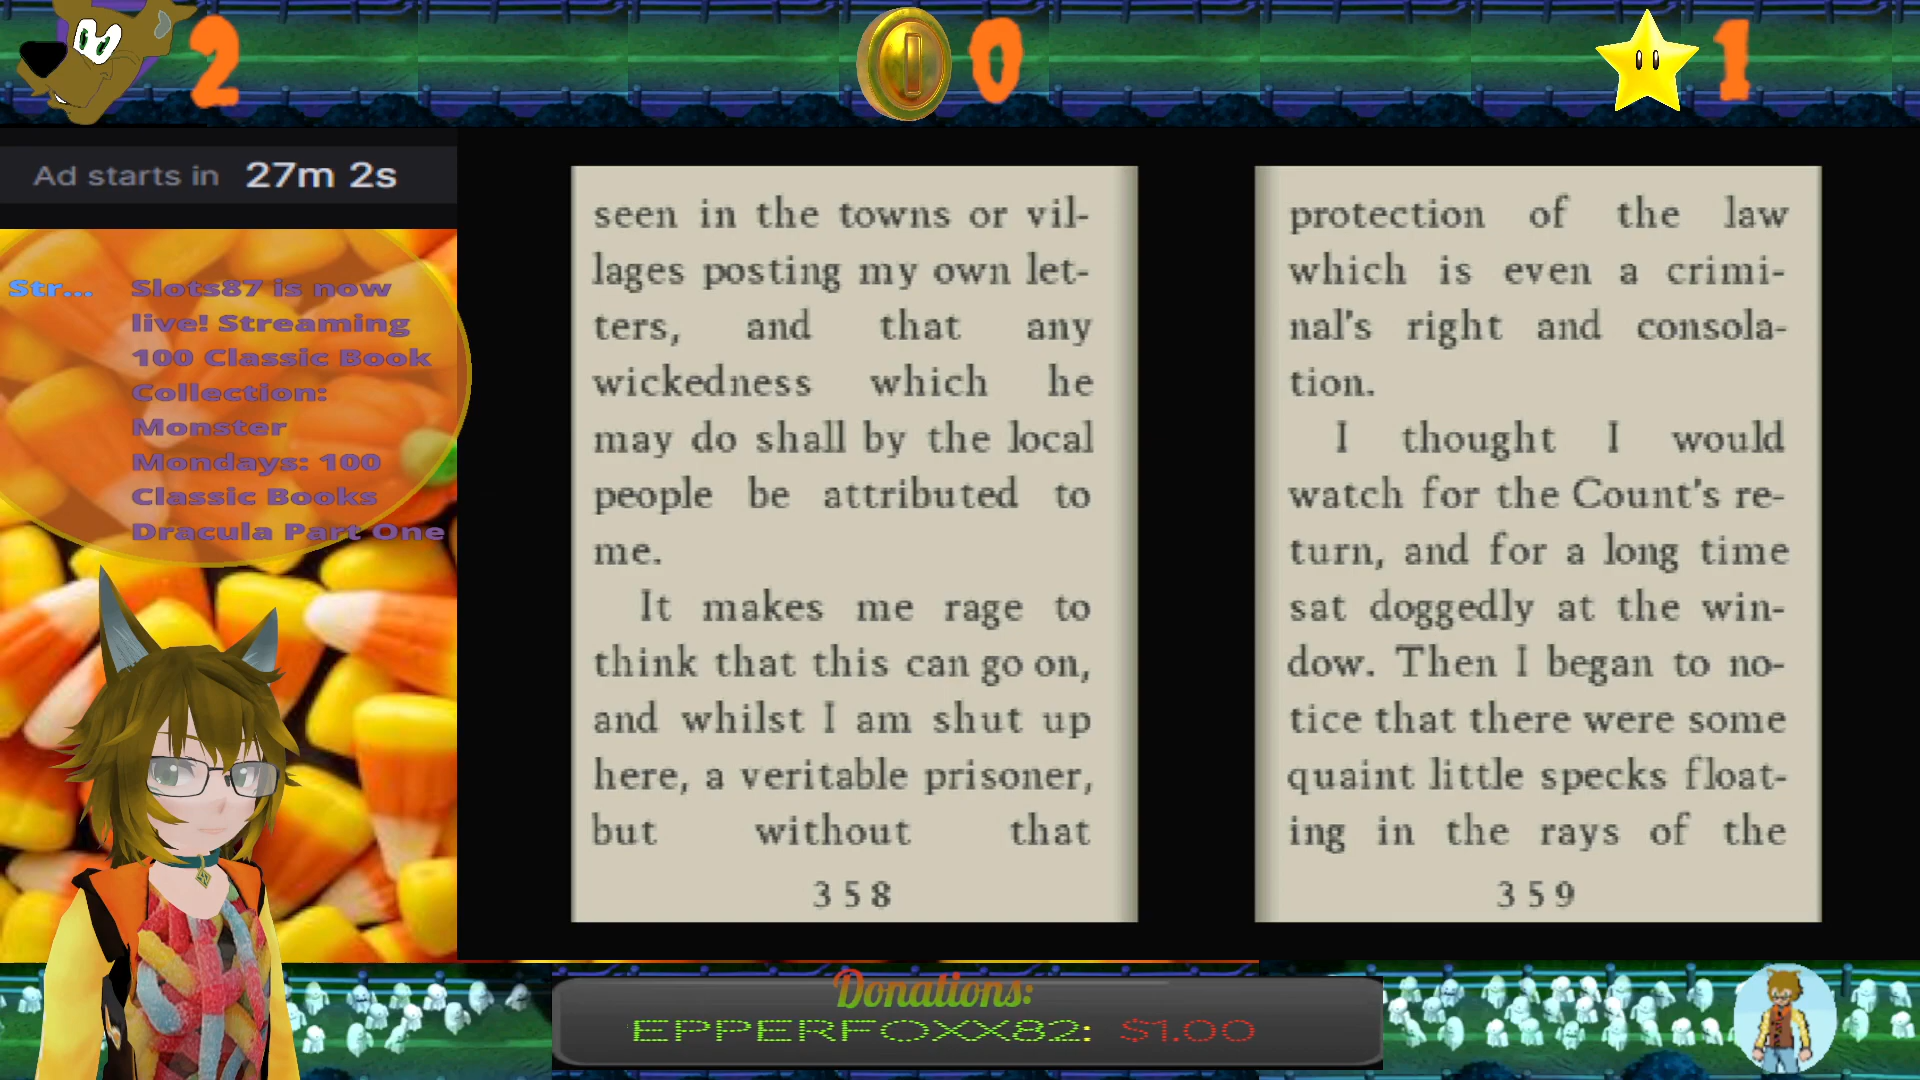 2
0
1
Ad starts in 27m 2s
Str...
Slots87 is now
live! Streaming
100 Classic Book
Collection:
Monster
Mondays: 100
Classic Books
Dracula Part One
seen in the towns or vil-
lages posting my own let-
ters, and that any
wickedness which he
may do shall by the local
people be attributed to
me.
It makes me rage to
think that this can go on,
and whilst I am shut up
here, a veritable prisoner,
but without that
358
protection of the law
which is even a crimi-
nal's right and consola-
tion.
I thought I would
watch for the Count's re-
turn, and for a long time
sat doggedly at the win-
dow. Then I began to no-
tice that there were some
quaint little specks float-
ing in the rays of the
359
Donations:
EPPERFOXX82: $1.00